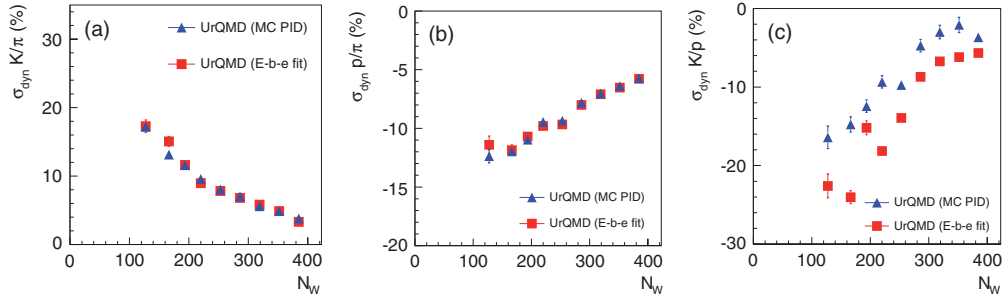 (a)
UrQMD (MC PID)
UrQMD (E-b-e fit)
σdyn K/π (%)
30
20
10
0
0 100 200 300 400
NW
(b)
UrQMD (MC PID)
UrQMD (E-b-e fit)
σdyn p/π (%)
0
−5
−10
−15
−20
0 100 200 300 400
NW
(c)
UrQMD (MC PID)
UrQMD (E-b-e fit)
σdyn K/p (%)
0
−10
−20
−30
0 100 200 300 400
NW